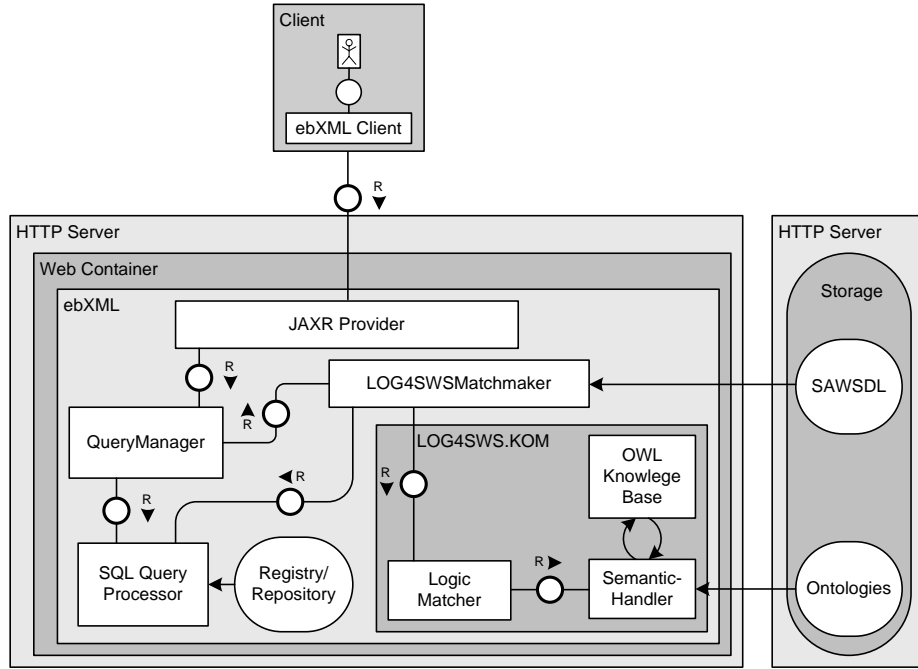 Client
ebXML Client
R
HTTP Server
HTTP Server
Web Container
Storage
ebXML
JAXR Provider
R
LOG4SWSMatchmaker
SAWSDL
R
QueryManager
LOG4SWS.KOM
OWL
Knowlege
Base
R
R
R
SQL Query
Processor
Registry/
Repository
Logic
Matcher
R
Semantic-
Handler
Ontologies